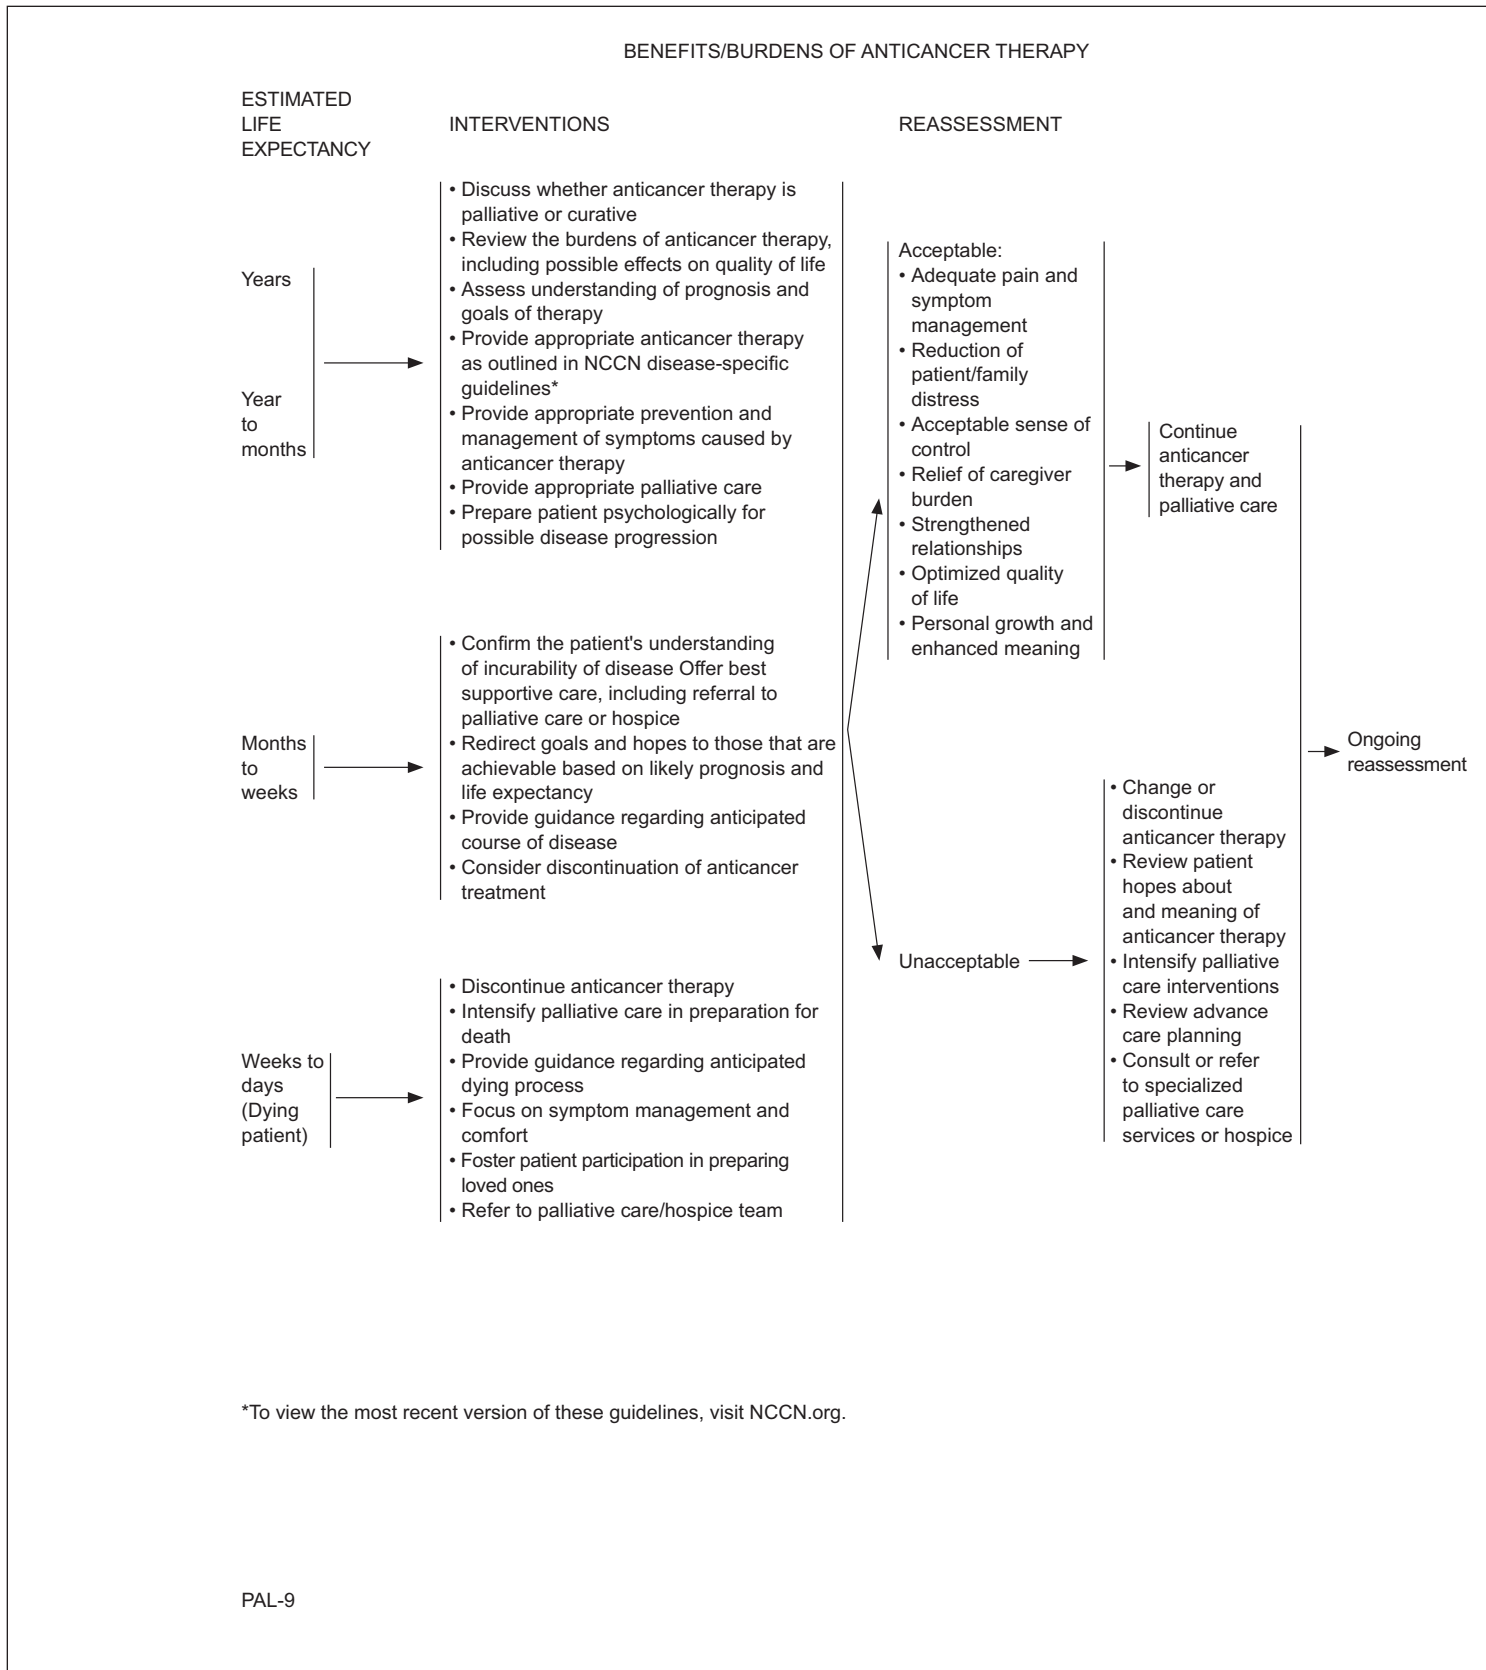 BENEFITS/BURDENS OF ANTICANCER THERAPY
ESTIMATED
LIFE
EXPECTANCY
INTERVENTIONS
REASSESSMENT
Years
Year
to
months
• Discuss whether anticancer therapy is
palliative or curative
• Review the burdens of anticancer therapy,
including possible effects on quality of life
• Assess understanding of prognosis and
goals of therapy
• Provide appropriate anticancer therapy
as outlined in NCCN disease-specific
guidelines*
• Provide appropriate prevention and
management of symptoms caused by
anticancer therapy
• Provide appropriate palliative care
• Prepare patient psychologically for
possible disease progression
Months
to
weeks
• Confirm the patient's understanding
of incurability of disease Offer best
supportive care, including referral to
palliative care or hospice
• Redirect goals and hopes to those that are
achievable based on likely prognosis and
life expectancy
• Provide guidance regarding anticipated
course of disease
• Consider discontinuation of anticancer
treatment
Weeks to
days
(Dying
patient)
• Discontinue anticancer therapy
• Intensify palliative care in preparation for
death
• Provide guidance regarding anticipated
dying process
• Focus on symptom management and
comfort
• Foster patient participation in preparing
loved ones
• Refer to palliative care/hospice team
Acceptable:
• Adequate pain and
symptom
management
• Reduction of
patient/family
distress
• Acceptable sense of
control
• Relief of caregiver
burden
• Strengthened
relationships
• Optimized quality
of life
• Personal growth and
enhanced meaning
Continue
anticancer
therapy and
palliative care
Unacceptable
• Change or
discontinue
anticancer therapy
• Review patient
hopes about
and meaning of
anticancer therapy
• Intensify palliative
care interventions
• Review advance
care planning
• Consult or refer
to specialized
palliative care
services or hospice
Ongoing
reassessment
*To view the most recent version of these guidelines, visit NCCN.org.
PAL-9